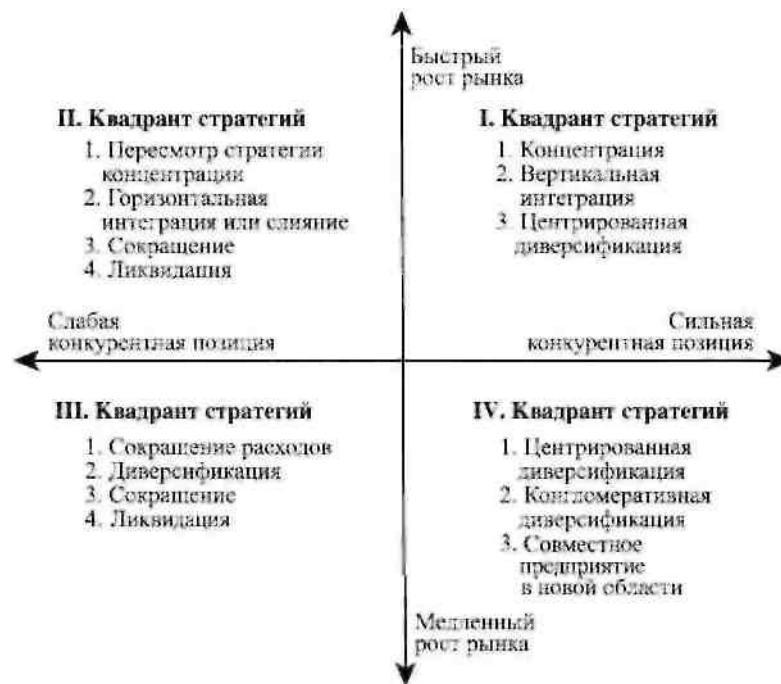 Быстрый
рост рынка
II. Квадрант стратегий
1. Пересмотр стратегии
концентрации
2. Горизонтальная
интеграция или слияние
3. Сокращение
4. Ликвидация
I. Квадрант стратегий
1. Концентрация
2. Вертикальная
интеграция
3. Центрированная
диверсификация
Слабая
конкурентная позиция
Сильная
конкурентная позиция
III. Квадрант стратегий
1. Сокращение расходов
2. Диверсификация
3. Сокращение
4. Ликвидация
IV. Квадрант стратегий
1. Центрированная
диверсификация
2. Конгломеративная
диверсификация
3. Совместное
предприятие
в новой области
Медленный
рост рынка